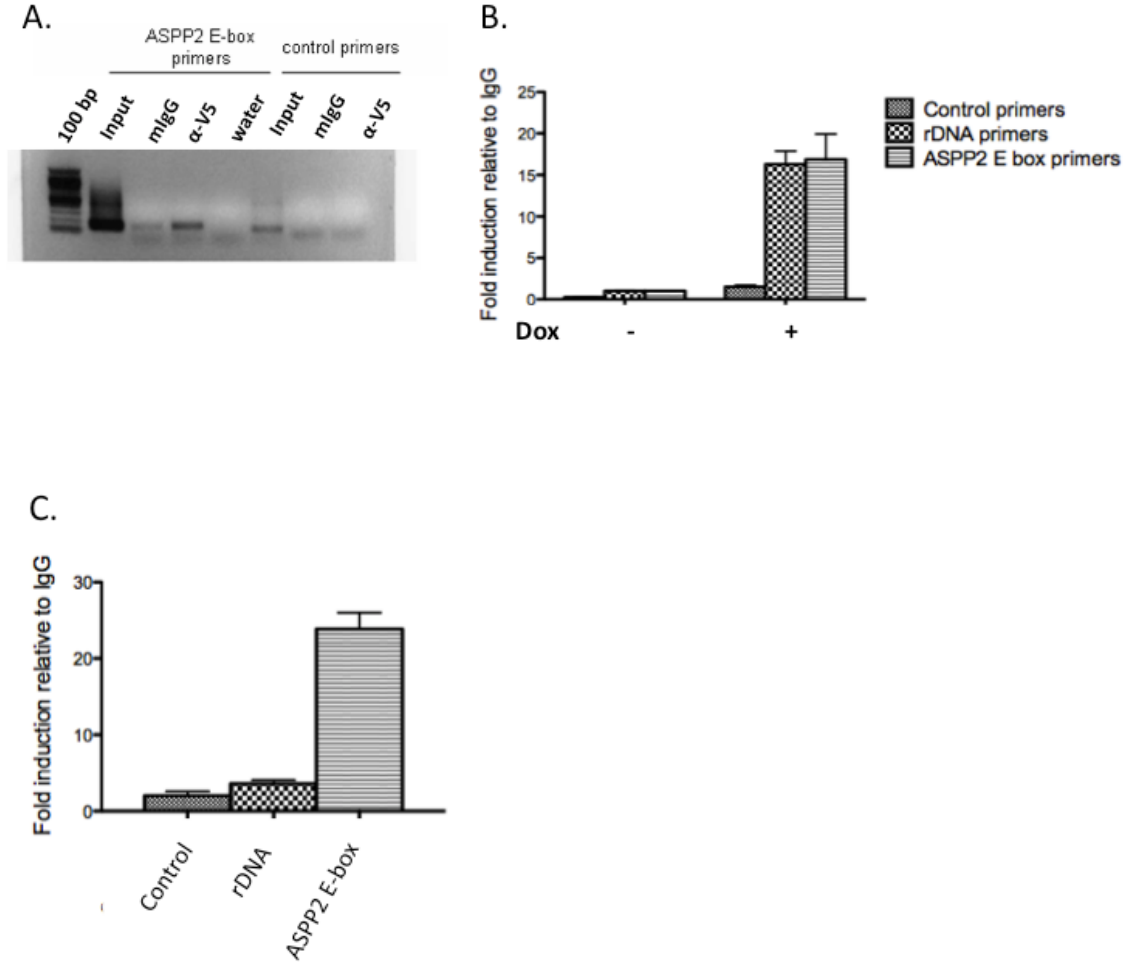 A.
ASPP2 E-box
primers
control primers
100 bp
Input
mIgG
α-V5
water
Input
mIgG
α-V5
B.
Fold induction relative to IgG
25
20
15
10
5
0
Dox
-
+
Control primers
rDNA primers
ASPP2 E box primers
C.
Fold induction relative to IgG
30
20
10
0
Control
rDNA
ASPP2 E-box